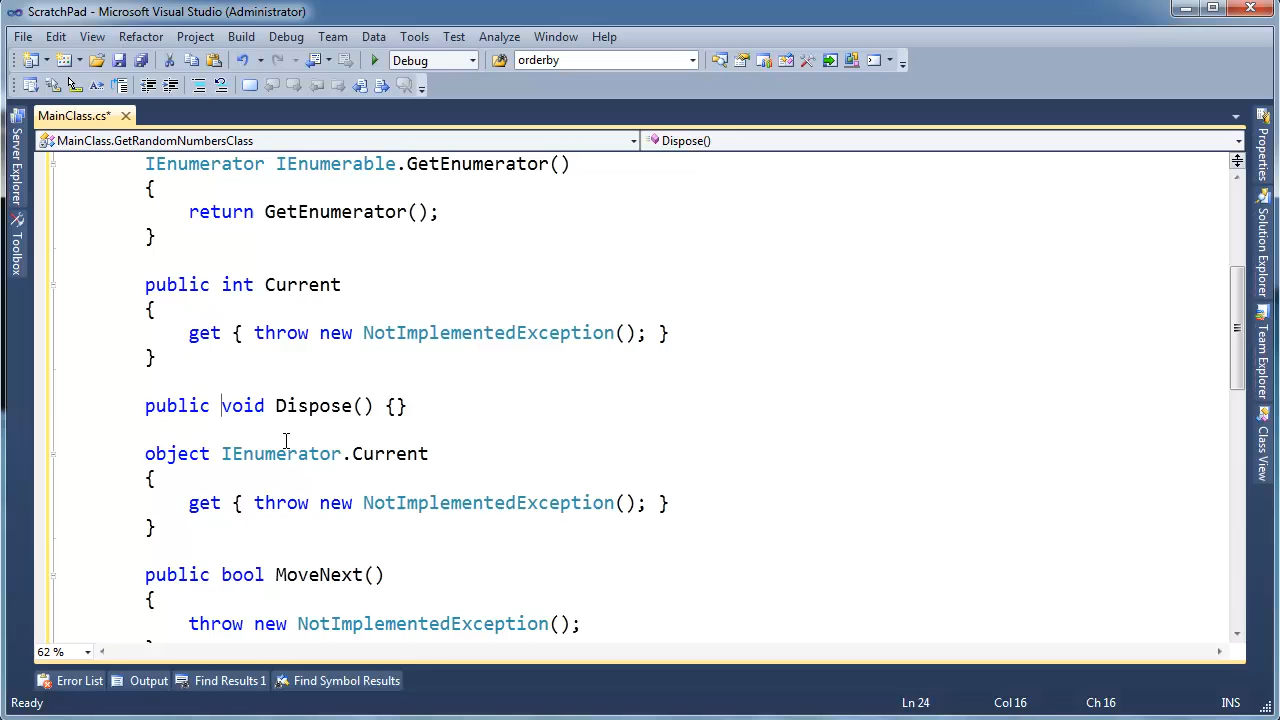 ScratchPad - Microsoft Visual Studio (Administrator)
File Edit View Refactor Project Build Debug Team Data Tools Test Analyze Window Help
Debug orderby
MainClass.cs*
MainClass.GetRandomNumbersClass Dispose()
IEnumerator IEnumerable.GetEnumerator()
{
return GetEnumerator();
}
public int Current
{
get { throw new NotImplementedException(); }
}
public void Dispose() {}
object IEnumerator.Current
{
get { throw new NotImplementedException(); }
}
public bool MoveNext()
{
throw new NotImplementedException();
62 %
Server Explorer
Toolbox
Properties
Solution Explorer
Team Explorer
Class View
Error List Output Find Results 1 Find Symbol Results
Ready Ln 24 Col 16 Ch 16 INS